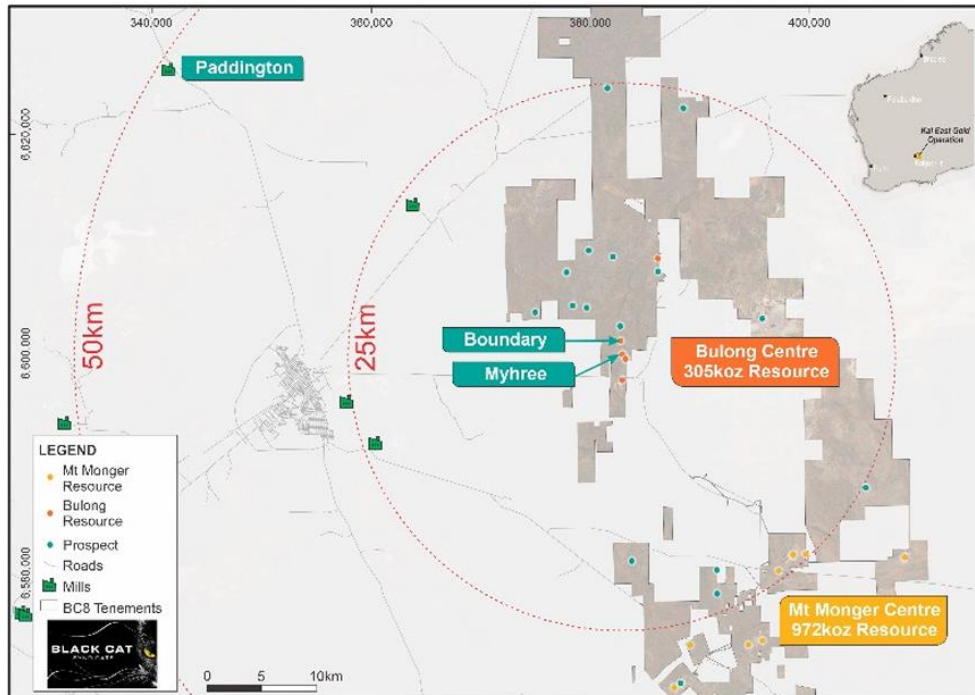 340,000
360,000
380,000
400,000
6,620,000
6,600,000
6,580,000
Paddington
Kal East Gold
Operation
50km
25km
Boundary
Myhree
Bulong Centre
305koz Resource
Mt Monger Centre
972koz Resource
LEGEND
Mt Monger
Resource
Bulong
Resource
Prospect
Roads
Mills
BC8 Tenements
BLACK CAT
SYNDICATE
0 5 10km